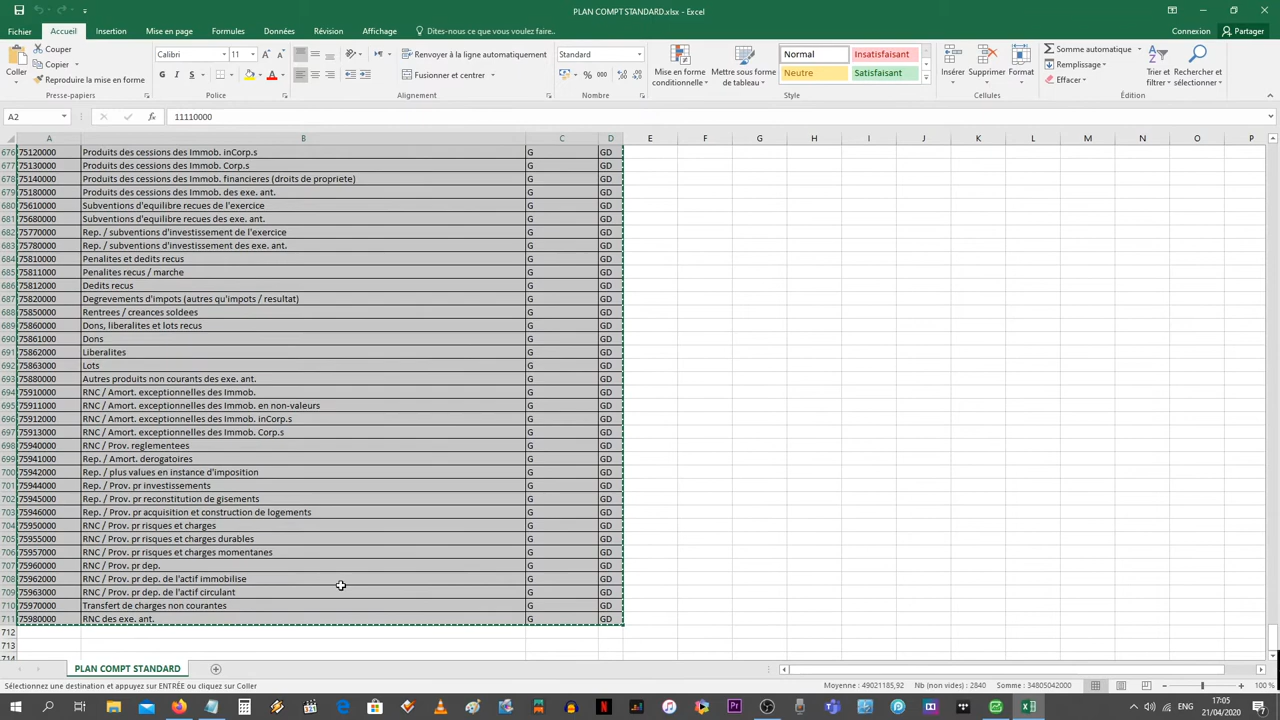 PLAN COMPT STANDARD.xlsx - Excel
Fichier Accueil Insertion Mise en page Formules Données Révision Affichage Dites-nous ce que vous voulez faire.. Connexion Partager
Coller
Couper
Copier
Reproduire la mise en forme
Presse-papiers
Calibri 11
G I S
Police
Renvoyer à la ligne automatiquement
Fusionner et centrer
Alignement
Standard
% 000
Nombre
Mise en forme conditionnelle
Mettre sous forme de tableau
Normal Insatisfaisant
Neutre Satisfaisant
Style
Insérer Supprimer Format
Cellules
Somme automatique
Remplissage
Effacer
Trier et filtrer
Rechercher et sélectionner
Édition
A2 fx 11110000
A B C D E F G H I J K L M N O P
676 75120000 Produits des cessions des Immob. inCorp.s G GD
677 75130000 Produits des cessions des Immob. Corp.s G GD
678 75140000 Produits des cessions des Immob. financieres (droits de propriete) G GD
679 75180000 Produits des cessions des Immob. des exe. ant. G GD
680 75610000 Subventions d'equilibre recues de l'exercice G GD
681 75680000 Subventions d'equilibre recues des exe. ant. G GD
682 75770000 Rep. / subventions d'investissement de l'exercice G GD
683 75780000 Rep. / subventions d'investissement des exe. ant. G GD
684 75810000 Penalites et dedits recus G GD
685 75811000 Penalites recus / marche G GD
686 75812000 Dedits recus G GD
687 75820000 Degrevements d'impots (autres qu'impots / resultat) G GD
688 75850000 Rentrees / creances soldees G GD
689 75860000 Dons, liberalites et lots recus G GD
690 75861000 Dons G GD
691 75862000 Liberalites G GD
692 75863000 Lots G GD
693 75880000 Autres produits non courants des exe. ant. G GD
694 75910000 RNC / Amort. exceptionnelles des Immob. G GD
695 75911000 RNC / Amort. exceptionnelles des Immob. en non-valeurs G GD
696 75912000 RNC / Amort. exceptionnelles des Immob. inCorp.s G GD
697 75913000 RNC / Amort. exceptionnelles des Immob. Corp.s G GD
698 75940000 RNC / Prov. reglementees G GD
699 75941000 Rep. / Amort. derogatoires G GD
700 75942000 Rep. / plus values en instance d'imposition G GD
701 75944000 Rep. / Prov. pr investissements G GD
702 75945000 Rep. / Prov. pr reconstitution de gisements G GD
703 75946000 Rep. / Prov. pr acquisition et construction de logements G GD
704 75950000 RNC / Prov. pr risques et charges G GD
705 75955000 RNC / Prov. pr risques et charges durables G GD
706 75957000 RNC / Prov. pr risques et charges momentanes G GD
707 75960000 RNC / Prov. pr dep. G GD
708 75962000 RNC / Prov. pr dep. de l'actif immobilise G GD
709 75963000 RNC / Prov. pr dep. de l'actif circulant G GD
710 75970000 Transfert de charges non courantes G GD
711 75980000 RNC des exe. ant. G GD
712
713
714
PLAN COMPT STANDARD
Sélectionnez une destination et appuyez sur ENTRÉE ou cliquez sur Coller Moyenne : 49021185,92 Nb (non vides) : 2840 Somme : 34805042000 100 %
ENG 17:05
21/04/2020